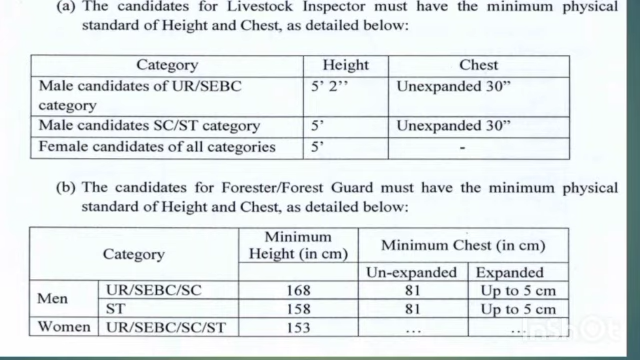 (a) The candidates for Livestock Inspector must have the minimum physical
standard of Height and Chest, as detailed below:
Category Height Chest
Male candidates of UR/SEBC 5' 2'' Unexpanded 30"
category
Male candidates SC/ST category 5' Unexpanded 30"
Female candidates of all categories 5' -
(b) The candidates for Forester/Forest Guard must have the minimum physical
standard of Height and Chest, as detailed below:
Category Minimum Minimum Chest (in cm)
Height (in cm)
Un-expanded Expanded
Men UR/SEBC/SC 168 81 Up to 5 cm
ST 158 81 Up to 5 cm
Women UR/SEBC/SC/ST 153 ... ...